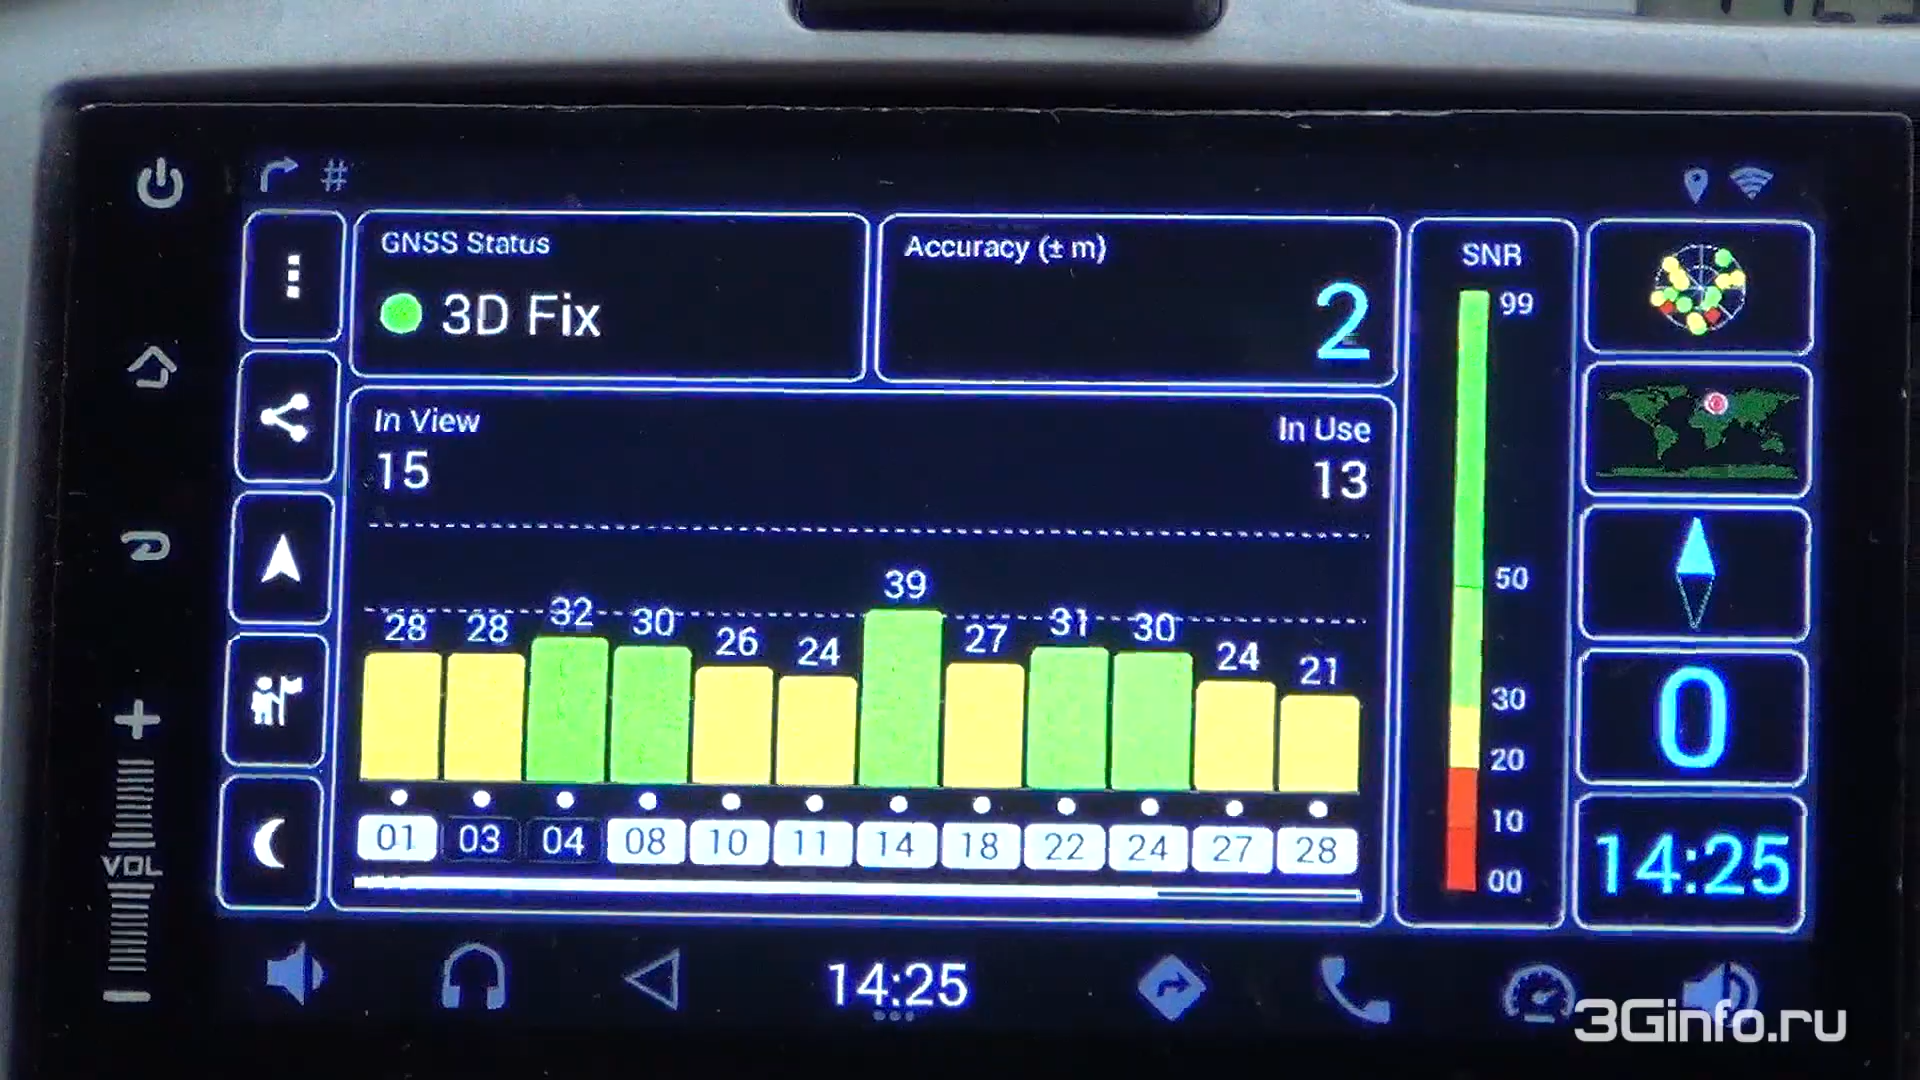 #
GNSS Status
3D Fix
Accuracy (± m)
2
SNR
99
50
30
20
10
00
In View
15
In Use
13
28 28 32 30 26 24 39 27 31 30 24 21
01 03 04 08 10 11 14 18 22 24 27 28
0
14:25
VOL
14:25
3Ginfo.ru